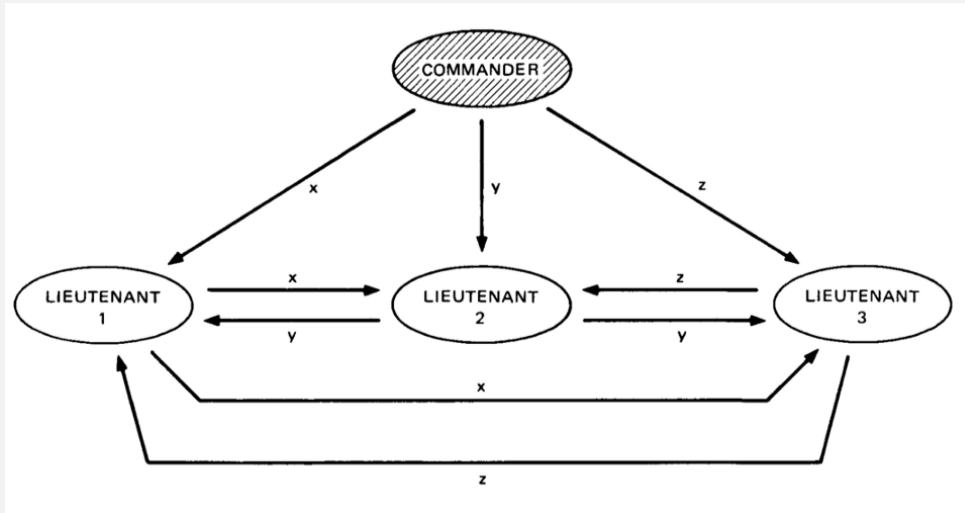 COMMANDER
x
y
z
LIEUTENANT
1
x
y
LIEUTENANT
2
z
y
LIEUTENANT
3
x
z